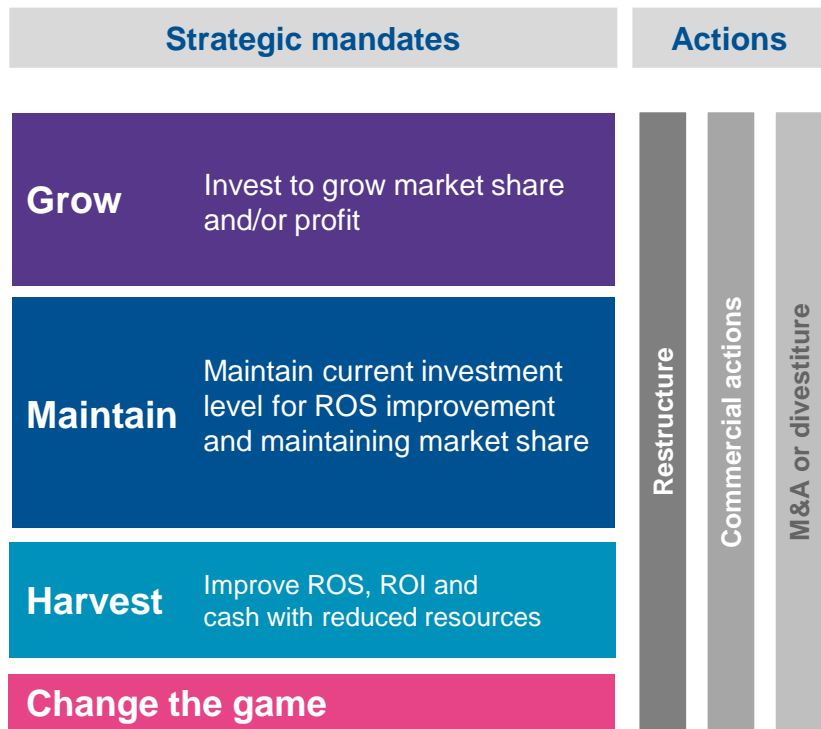 Strategic mandates
Actions
Grow
Invest to grow market share
and/or profit
Maintain
Maintain current investment
level for ROS improvement
and maintaining market share
Harvest
Improve ROS, ROI and
cash with reduced resources
Change the game
Restructure
Commercial actions
M&A or divestiture